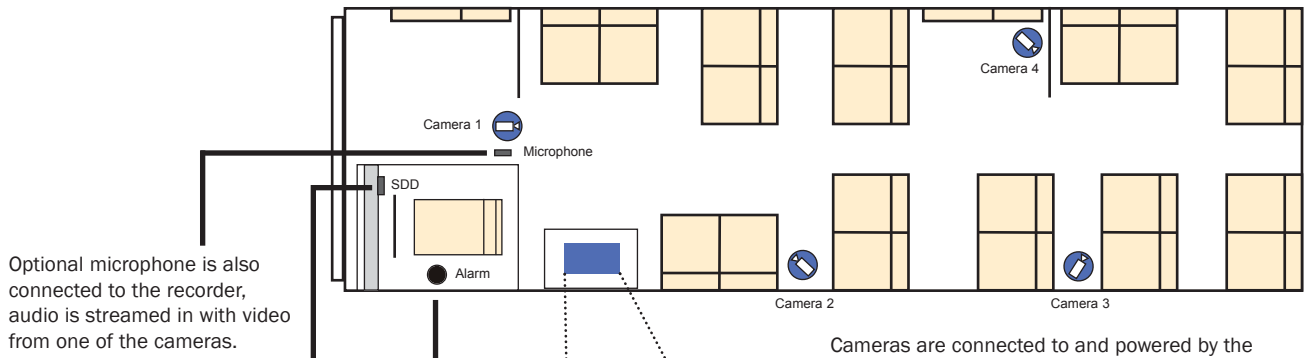 Camera 4
Camera 1
Microphone
SDD
Alarm
Camera 2
Camera 3
Optional microphone is also
connected to the recorder,
audio is streamed in with video
from one of the cameras.
Cameras are connected to and powered by the